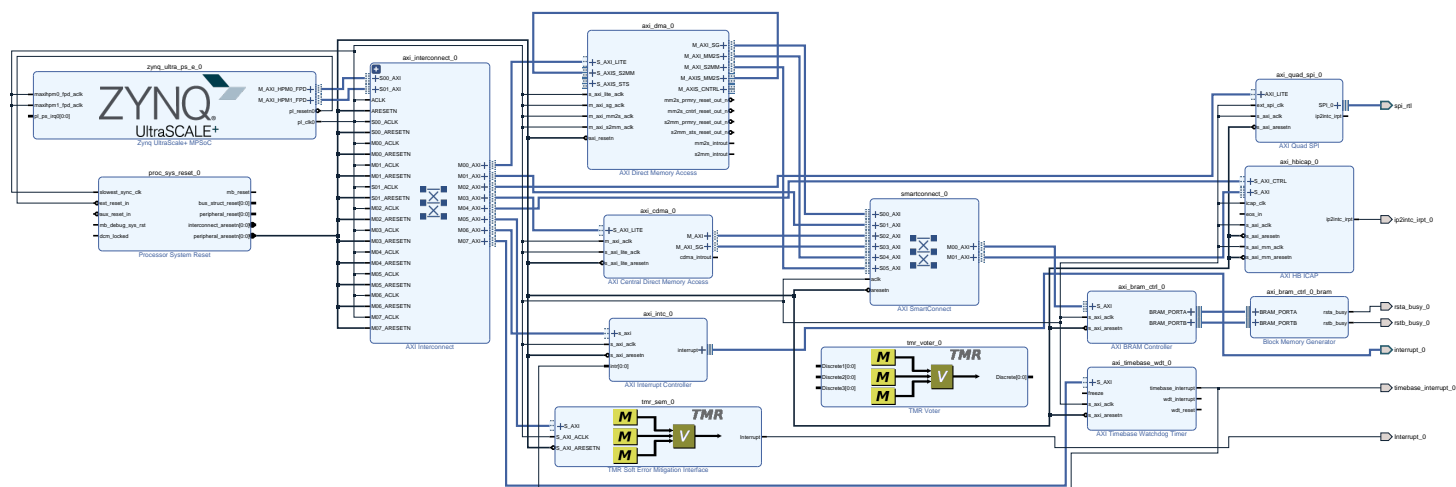 zynq_ultra_ps_e_0
maxihpm0_fpd_aclk
maxihpm1_fpd_aclk
pl_ps_irq0[0:0]
M_AXI_HPM0_FPD
M_AXI_HPM1_FPD
pl_resetn0
pl_clk0
ZYNQ
UltraSCALE+
Zynq UltraScale+ MPSoC
proc_sys_reset_0
slowest_sync_clk
ext_reset_in
aux_reset_in
mb_debug_sys_rst
dcm_locked
mb_reset
bus_struct_reset[0:0]
peripheral_reset[0:0]
interconnect_aresetn[0:0]
peripheral_aresetn[0:0]
Processor System Reset
axi_interconnect_0
S00_AXI
S01_AXI
ACLK
ARESETN
S00_ACLK
S00_ARESETN
M00_ACLK
M00_ARESETN
M01_ACLK
M01_ARESETN
S01_ACLK
S01_ARESETN
M02_ACLK
M02_ARESETN
M03_ACLK
M03_ARESETN
M04_ACLK
M04_ARESETN
M05_ACLK
M05_ARESETN
M06_ACLK
M06_ARESETN
M07_ACLK
M07_ARESETN
M00_AXI
M01_AXI
M02_AXI
M03_AXI
M04_AXI
M05_AXI
M06_AXI
M07_AXI
AXI Interconnect
axi_dma_0
S_AXI_LITE
S_AXIS_S2MM
S_AXIS_STS
s_axi_lite_aclk
m_axi_sg_aclk
m_axi_mm2s_aclk
m_axi_s2mm_aclk
axi_resetn
M_AXI_SG
M_AXI_MM2S
M_AXI_S2MM
M_AXIS_MM2S
M_AXIS_CNTRL
mm2s_prmry_reset_out_n
mm2s_cntrl_reset_out_n
s2mm_prmry_reset_out_n
s2mm_sts_reset_out_n
mm2s_introut
s2mm_introut
AXI Direct Memory Access
axi_cdma_0
S_AXI_LITE
m_axi_aclk
s_axi_lite_aclk
s_axi_lite_aresetn
M_AXI
M_AXI_SG
cdma_introut
AXI Central Direct Memory Access
axi_intc_0
s_axi
s_axi_aclk
s_axi_aresetn
intr[0:0]
interrupt
AXI Interrupt Controller
tmr_sem_0
S_AXI
S_AXI_ACLK
S_AXI_ARESETN
M
M
M
V
TMR
Interrupt
TMR Soft Error Mitigation Interface
smartconnect_0
S00_AXI
S01_AXI
S02_AXI
S03_AXI
S04_AXI
S05_AXI
aclk
aresetn
M00_AXI
M01_AXI
AXI SmartConnect
tmr_voter_0
Discrete1[0:0]
Discrete2[0:0]
Discrete3[0:0]
M
M
M
V
TMR
Discrete[0:0]
TMR Voter
axi_quad_spi_0
AXI_LITE
ext_spi_clk
s_axi_aclk
s_axi_aresetn
SPI_0
ip2intc_irpt
AXI Quad SPI
axi_hbicap_0
S_AXI_CTRL
S_AXI
icap_clk
eos_in
s_axi_aclk
s_axi_aresetn
s_axi_mm_aclk
s_axi_mm_aresetn
ip2intc_irpt
AXI HB ICAP
axi_bram_ctrl_0
S_AXI
s_axi_aclk
s_axi_aresetn
BRAM_PORTA
BRAM_PORTB
AXI BRAM Controller
axi_bram_ctrl_0_bram
BRAM_PORTA
BRAM_PORTB
rsta_busy
rstb_busy
Block Memory Generator
axi_timebase_wdt_0
S_AXI
freeze
s_axi_aclk
s_axi_aresetn
timebase_interrupt
wdt_interrupt
wdt_reset
AXI Timebase Watchdog Timer
spi_rtl
ip2intc_irpt_0
rsta_busy_0
rstb_busy_0
interrupt_0
timebase_interrupt_0
Interrupt_0